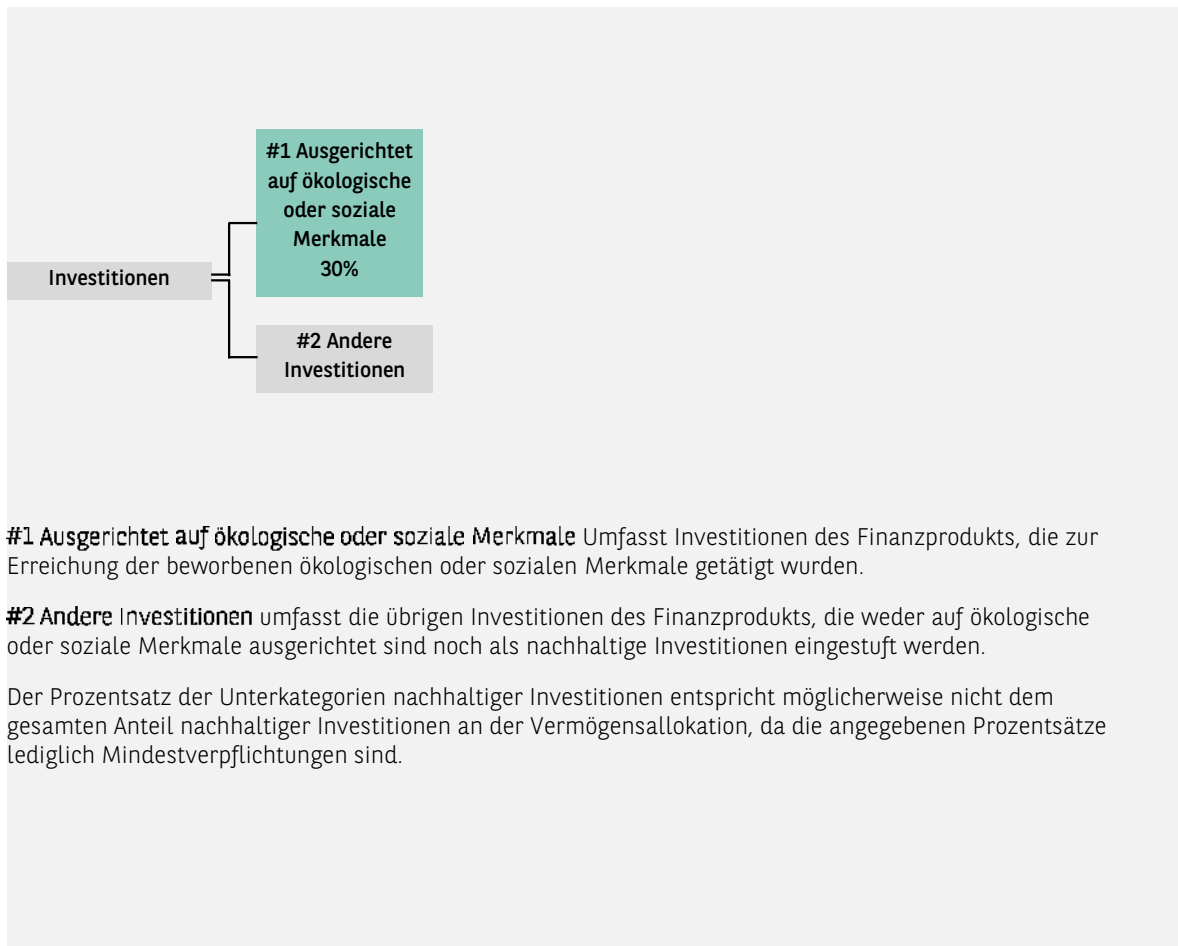 #1 Ausgerichtet
auf ökologische
oder soziale
Merkmale
30%
Investitionen
#2 Andere
Investitionen
#1 Ausgerichtet auf ökologische oder soziale Merkmale Umfasst Investitionen des Finanzprodukts, die zur
Erreichung der beworbenen ökologischen oder sozialen Merkmale getätigt wurden.
#2 Andere Investitionen umfasst die übrigen Investitionen des Finanzprodukts, die weder auf ökologische
oder soziale Merkmale ausgerichtet sind noch als nachhaltige Investitionen eingestuft werden.
Der Prozentsatz der Unterkategorien nachhaltiger Investitionen entspricht möglicherweise nicht dem
gesamten Anteil nachhaltiger Investitionen an der Vermögensallokation, da die angegebenen Prozentsätze
lediglich Mindestverpflichtungen sind.